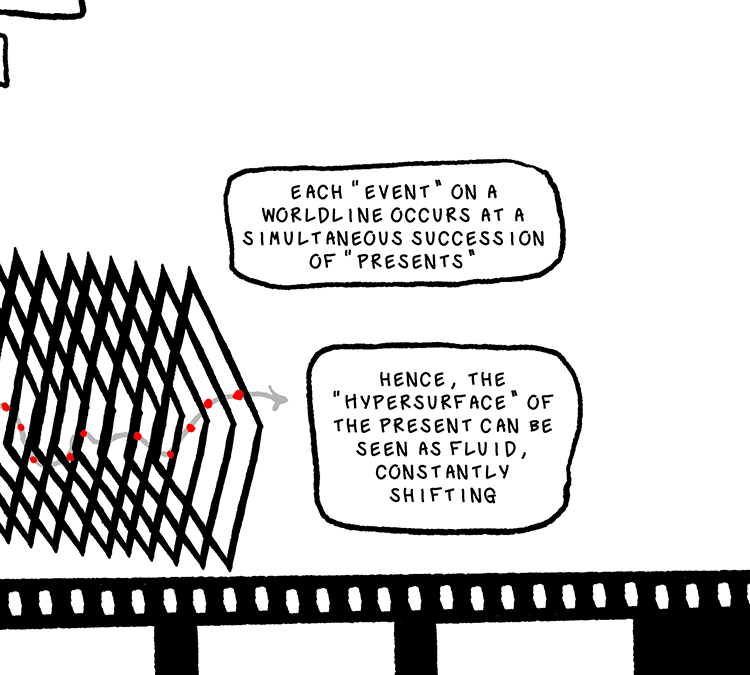 EACH "EVENT" ON A
WORLDLINE OCCURS AT A
SIMULTANEOUS SUCCESSION
OF "PRESENTS"
HENCE, THE
"HYPERSURFACE" OF
THE PRESENT CAN BE
SEEN AS FLUID,
CONSTANTLY
SHIFTING